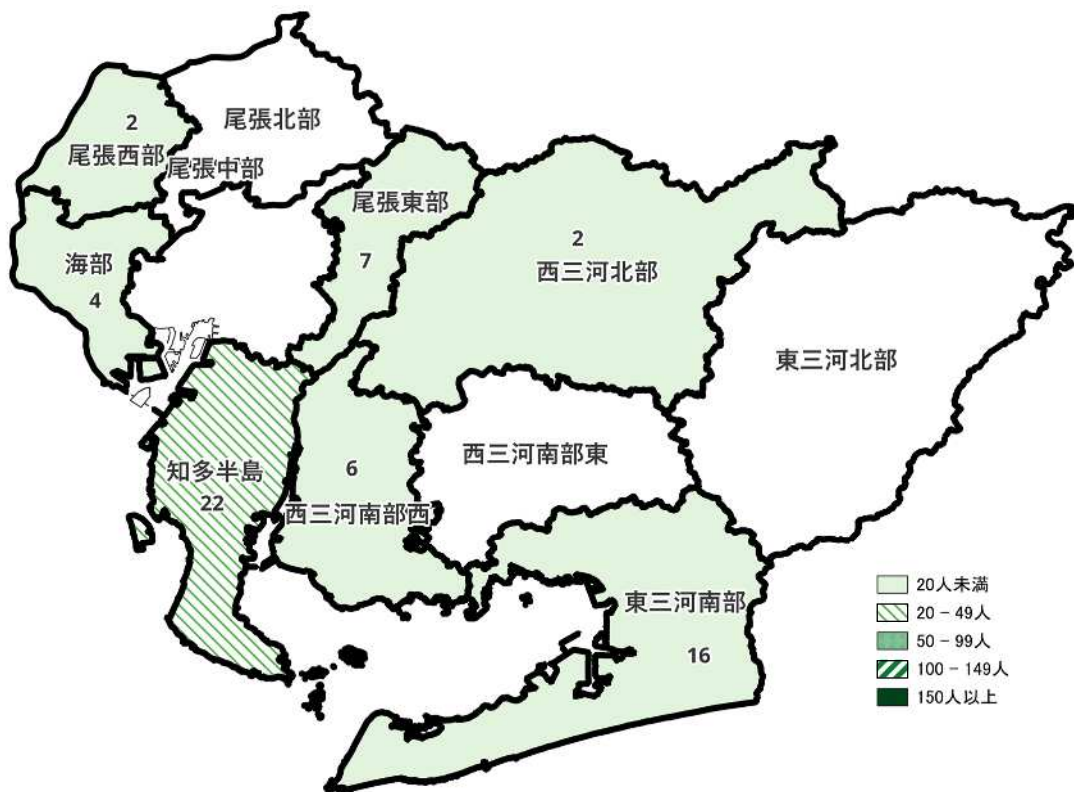 尾張北部
2
尾張西部
尾張中部
尾張東部
7
2
西三河北部
海部
4
東三河北部
知多半島
22
6
西三河南部西
西三河南部東
東三河南部
16
20人未満
20 − 49人
50 − 99人
100 − 149人
150人以上